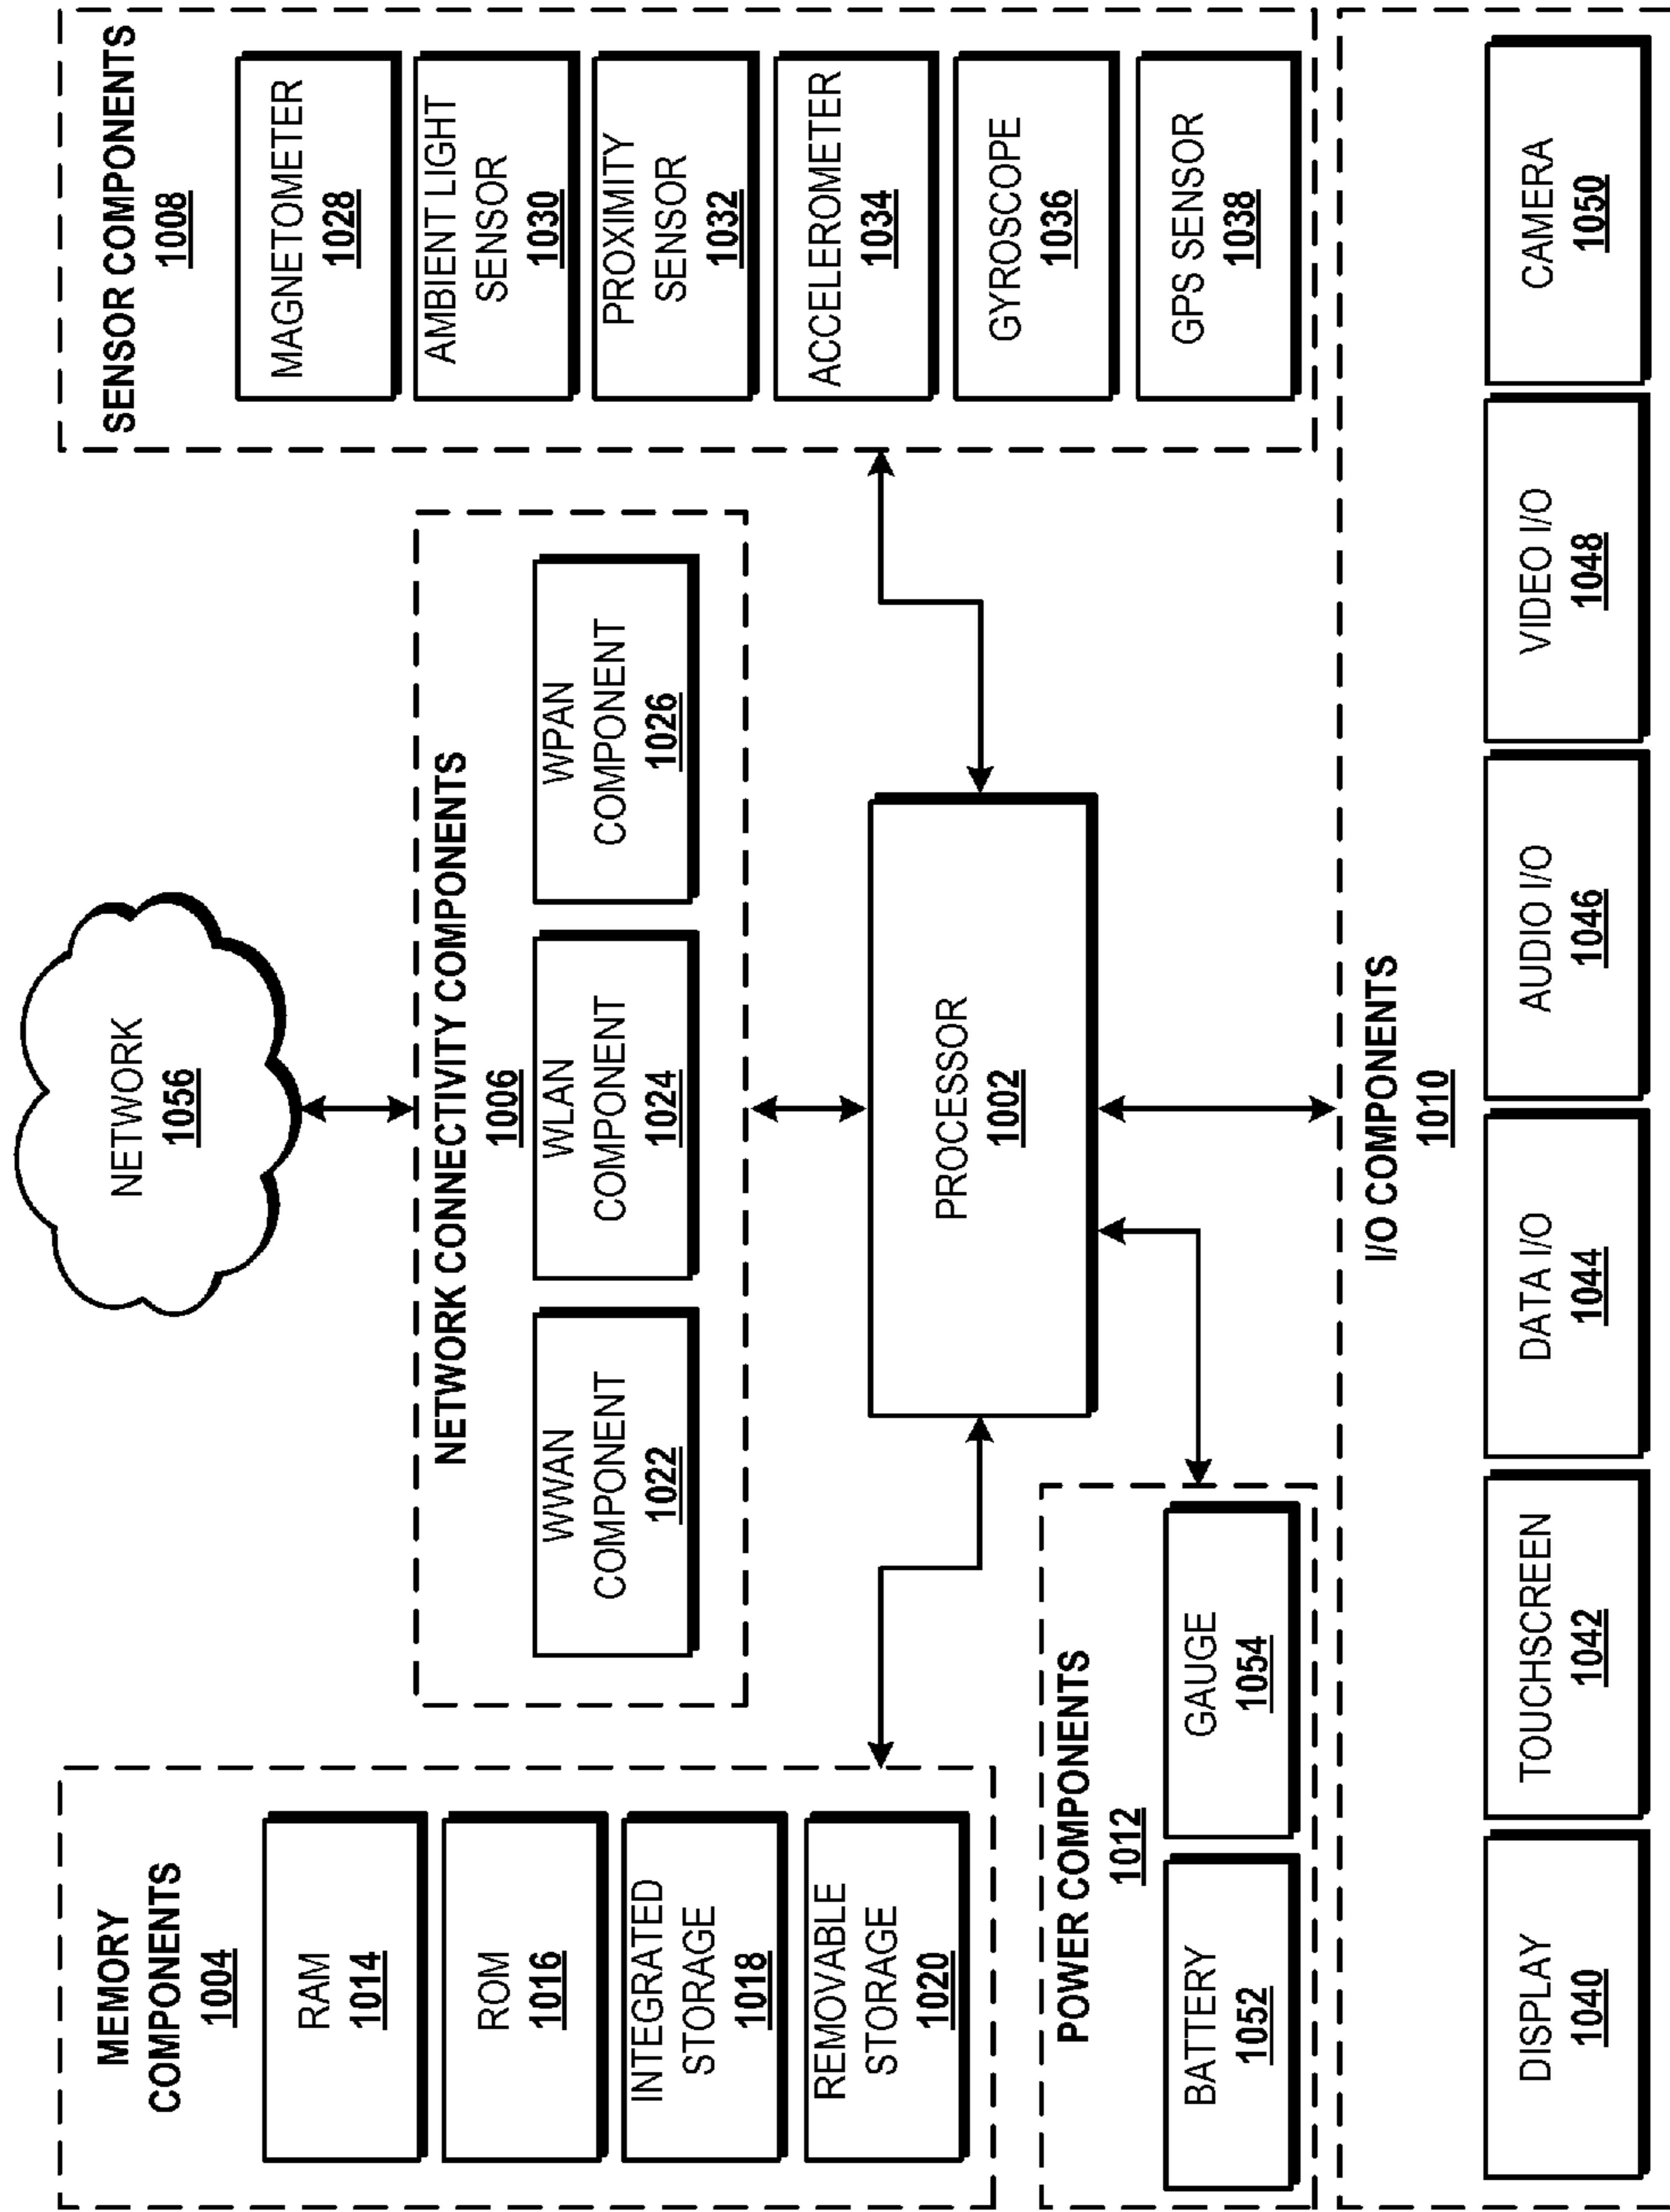 NETWORK
1056
MEMORY
COMPONENTS
1004
RAM
1014
ROM
1016
INTEGRATED
STORAGE
1018
REMOVABLE
STORAGE
1020
NETWORK CONNECTIVITY COMPONENTS
1006
WWAN
COMPONENT
1022
WLAN
COMPONENT
1024
WPAN
COMPONENT
1026
SENSOR COMPONENTS
1008
MAGNETOMETER
1028
AMBIENT LIGHT
SENSOR
1030
PROXIMITY
SENSOR
1032
ACCELEROMETER
1034
GYROSCOPE
1036
GPS SENSOR
1038
PROCESSOR
1002
POWER COMPONENTS
1012
BATTERY
1052
GAUGE
1054
I/O COMPONENTS
1010
DISPLAY
1040
TOUCHSCREEN
1042
DATA I/O
1044
AUDIO I/O
1046
VIDEO I/O
1048
CAMERA
1050